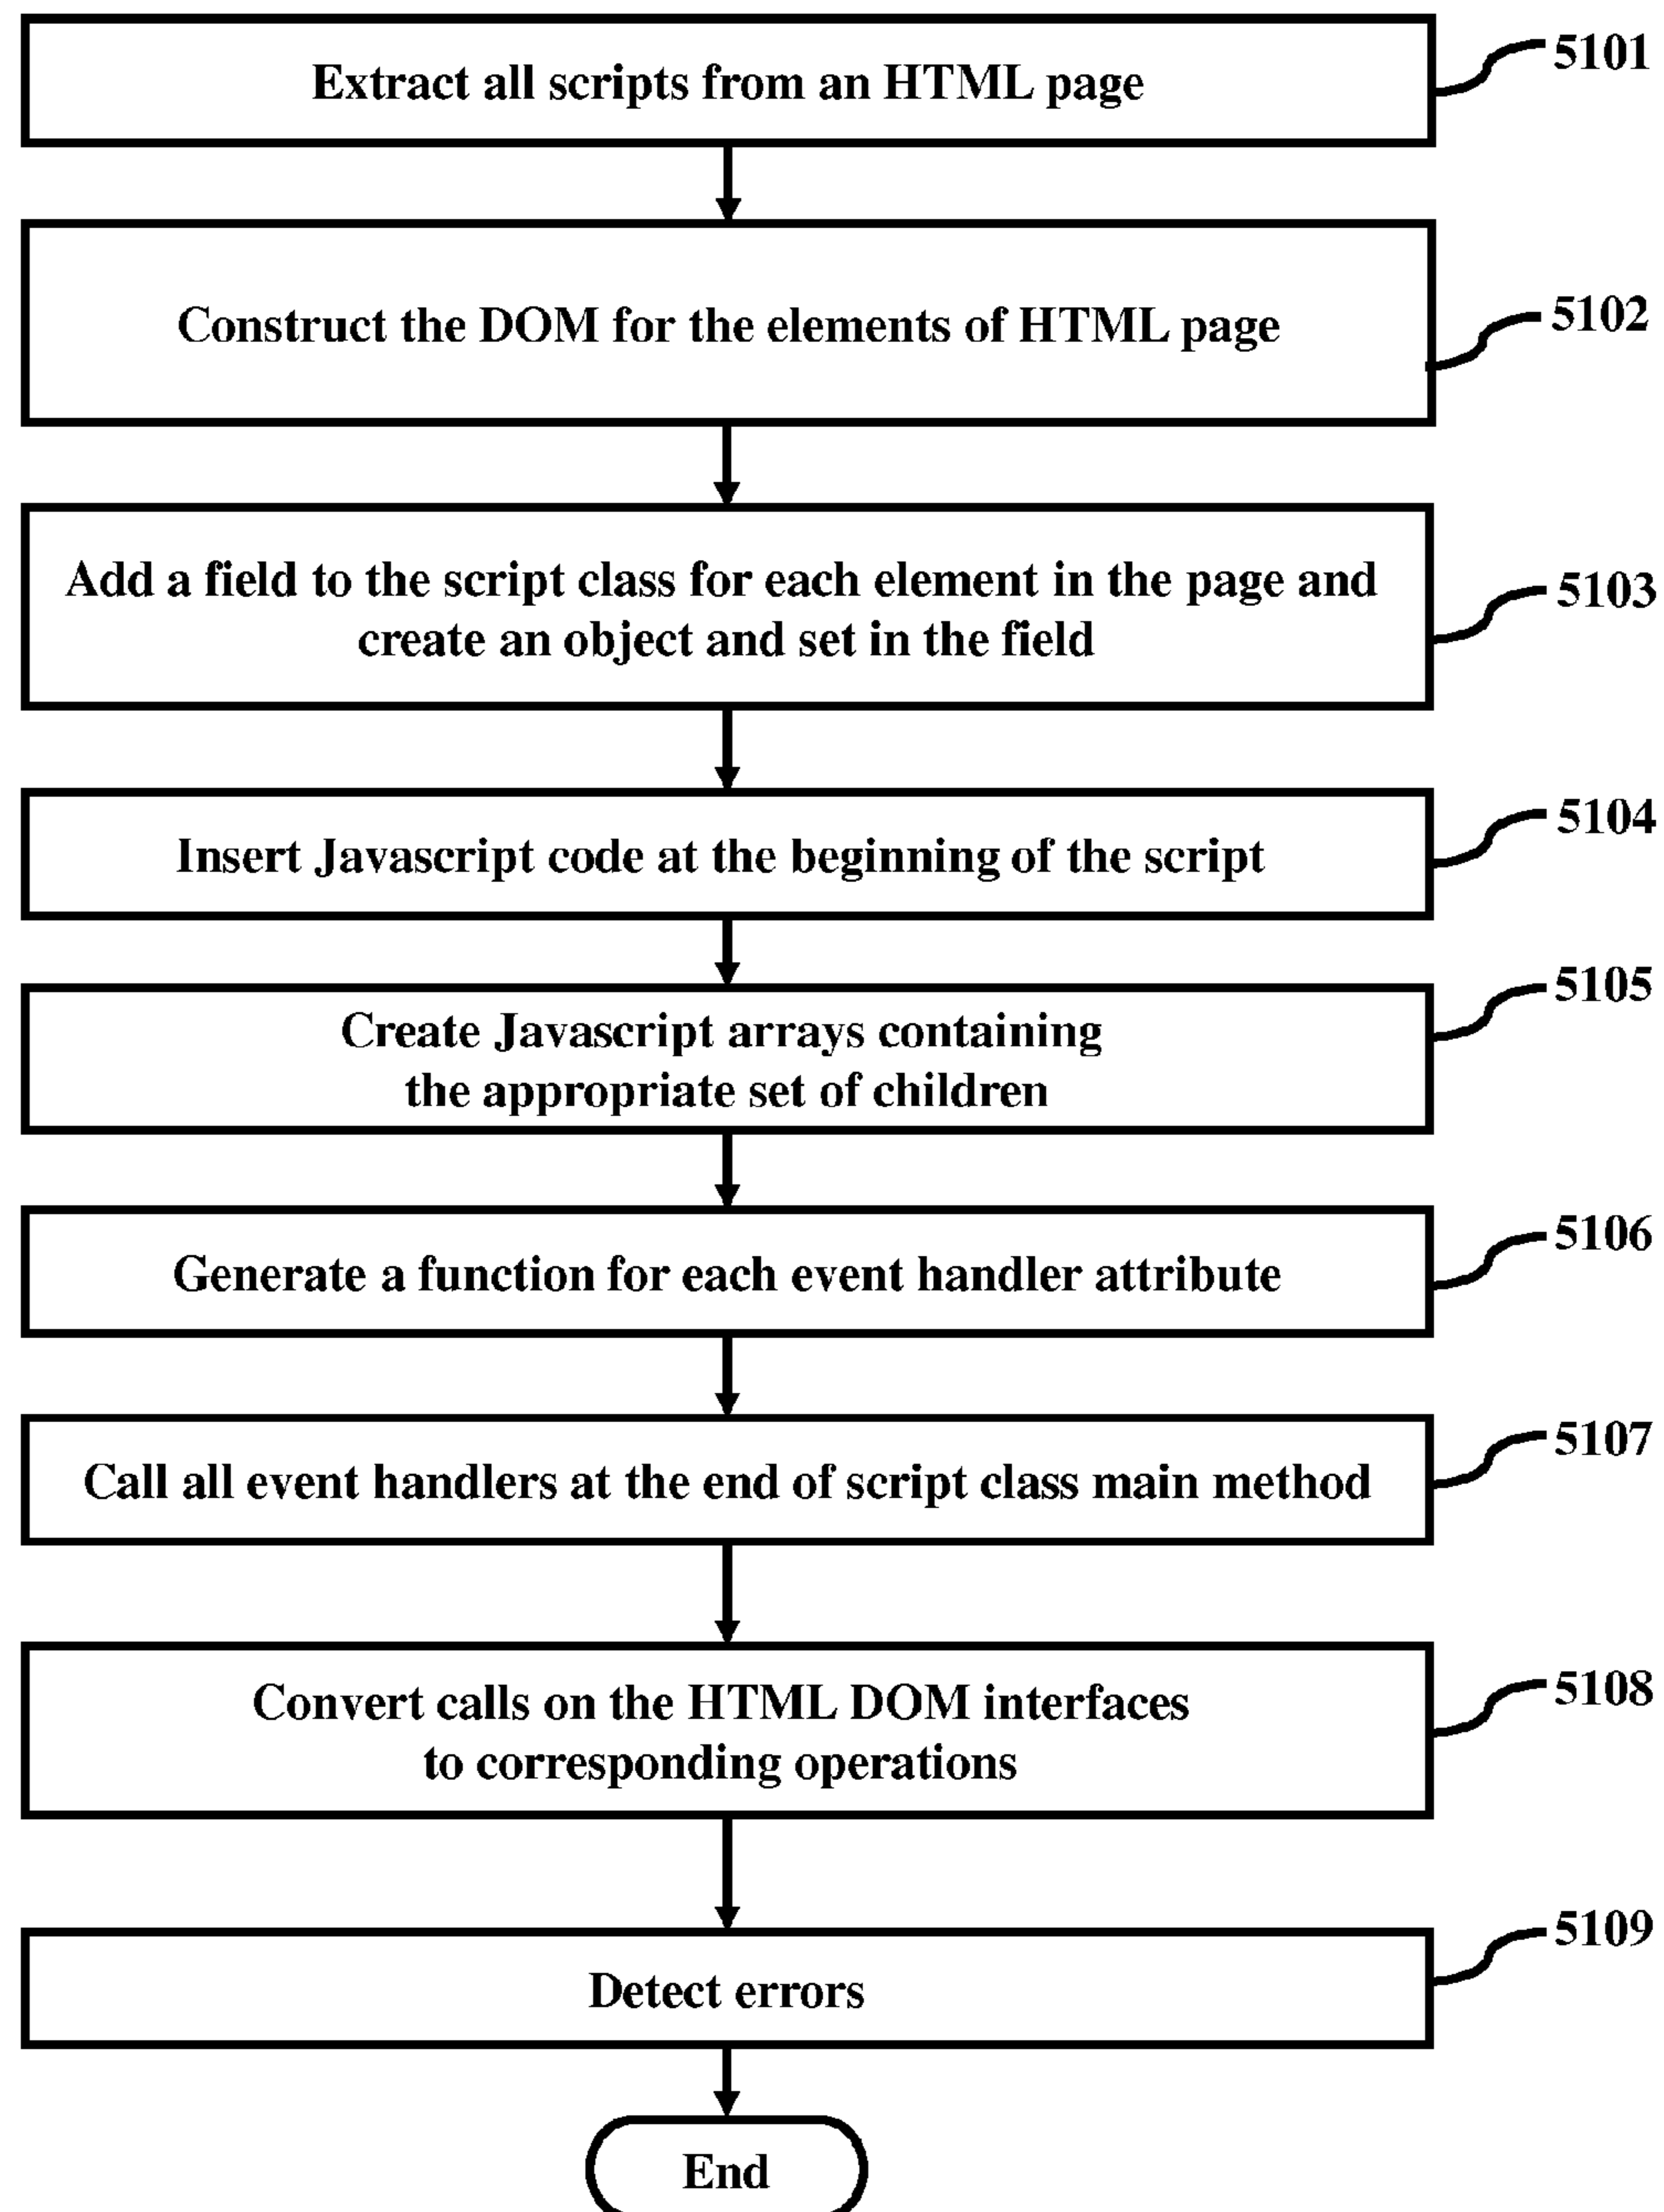 Extract all scripts from an HTML page
5101
Construct the DOM for the elements of HTML page
5102
Add a field to the script class for each element in the page and
create an object and set in the field
5103
Insert Javascript code at the beginning of the script
5104
Create Javascript arrays containing
the appropriate set of children
5105
Generate a function for each event handler attribute
5106
Call all event handlers at the end of script class main method
5107
Convert calls on the HTML DOM interfaces
to corresponding operations
5108
Detect errors
5109
End